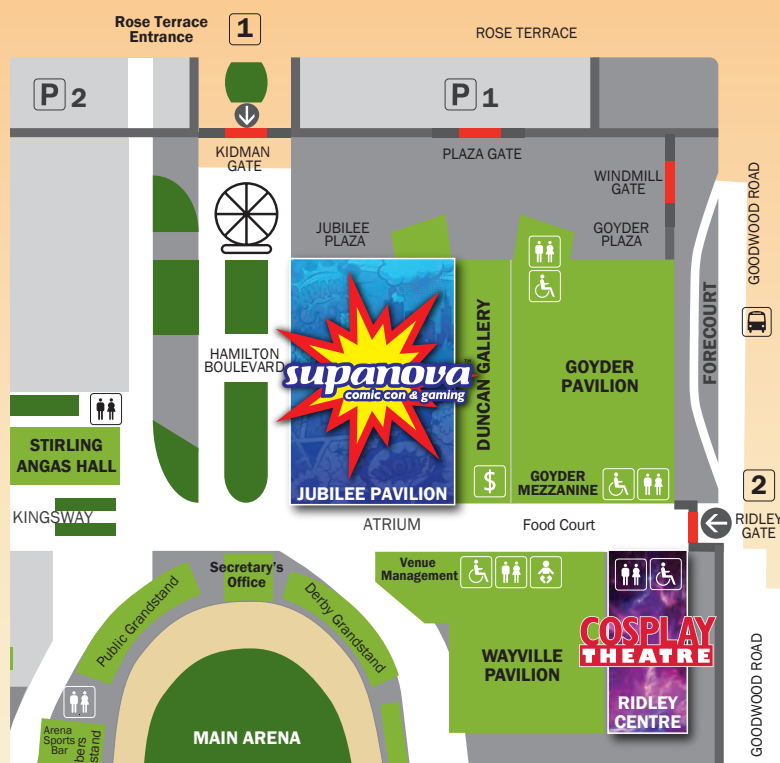 Rose Terrace
Entrance
1
ROSE TERRACE
P 2
P 1
KIDMAN
GATE
PLAZA GATE
WINDMILL
GATE
JUBILEE
PLAZA
GOYDER
PLAZA
GOODWOOD ROAD
FORECOURT
DUNCAN GALLERY
GOYDER
PAVILION
HAMILTON
BOULEVARD
supanova
™
comic con & gaming
JUBILEE PAVILION
STIRLING
ANGAS HALL
$
GOYDER
MEZZANINE
2
KINGSWAY
ATRIUM
Food Court
RIDLEY
GATE
Public Grandstand
Secretary's
Office
Derby Grandstand
Venue
Management
COSPLAY
THEATRE
WAYVILLE
PAVILION
RIDLEY
CENTRE
GOODWOOD ROAD
Arena
Sports
Bar
bers
stand
MAIN ARENA